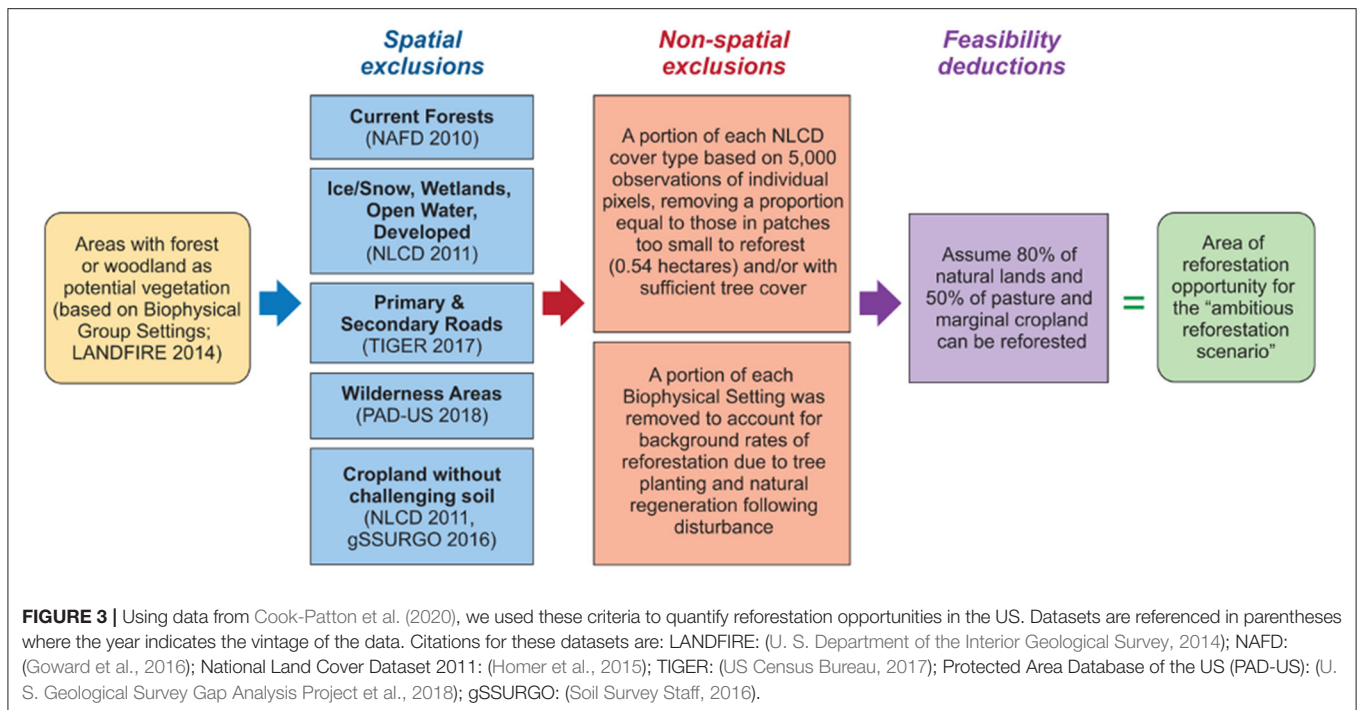 Spatial
exclusions
Non-spatial
exclusions
Feasibility
deductions
Areas with forest
or woodland as
potential vegetation
(based on Biophysical
Group Settings;
LANDFIRE 2014)
Current Forests
(NAFD 2010)
Ice/Snow, Wetlands,
Open Water,
Developed
(NLCD 2011)
Primary &
Secondary Roads
(TIGER 2017)
Wilderness Areas
(PAD-US 2018)
Cropland without
challenging soil
(NLCD 2011,
gSSURGO 2016)
A portion of each NLCD
cover type based on 5,000
observations of individual
pixels, removing a proportion
equal to those in patches
too small to reforest
(0.54 hectares) and/or with
sufficient tree cover
A portion of each
Biophysical Setting was
removed to account for
background rates of
reforestation due to tree
planting and natural
regeneration following
disturbance
Assume 80% of
natural lands and
50% of pasture and
marginal cropland
can be reforested
=
Area of
reforestation
opportunity for
the “ambitious
reforestation
scenario”
FIGURE 3 | Using data from Cook-Patton et al. (2020), we used these criteria to quantify reforestation opportunities in the US. Datasets are referenced in parentheses
where the year indicates the vintage of the data. Citations for these datasets are: LANDFIRE: (U. S. Department of the Interior Geological Survey, 2014); NAFD:
(Goward et al., 2016); National Land Cover Dataset 2011: (Homer et al., 2015); TIGER: (US Census Bureau, 2017); Protected Area Database of the US (PAD-US): (U.
S. Geological Survey Gap Analysis Project et al., 2018); gSSURGO: (Soil Survey Staff, 2016).